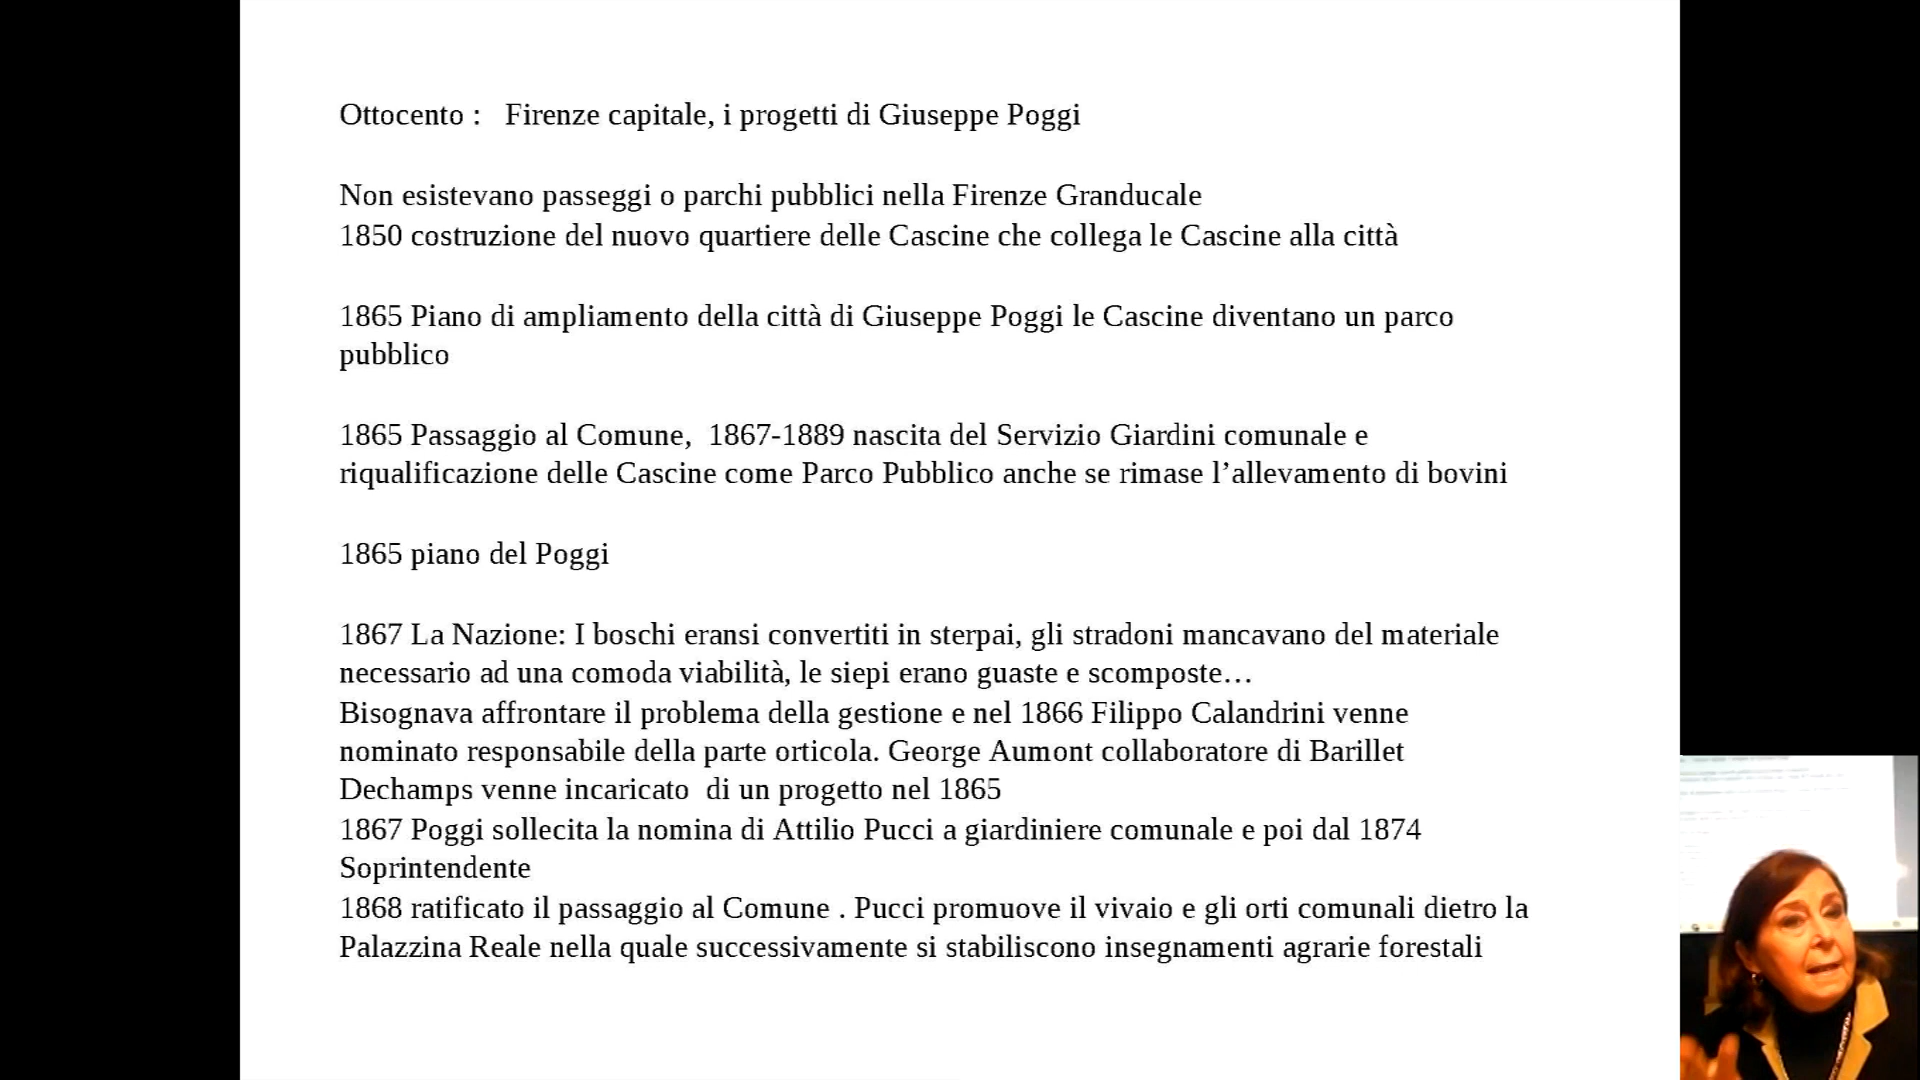 Ottocento :   Firenze capitale, i progetti di Giuseppe Poggi
Non esistevano passeggi o parchi pubblici nella Firenze Granducale
1850 costruzione del nuovo quartiere delle Cascine che collega le Cascine alla città
1865 Piano di ampliamento della città di Giuseppe Poggi le Cascine diventano un parco
pubblico
1865 Passaggio al Comune,  1867-1889 nascita del Servizio Giardini comunale e
riqualificazione delle Cascine come Parco Pubblico anche se rimase l’allevamento di bovini
1865 piano del Poggi
1867 La Nazione: I boschi eransi convertiti in sterpai, gli stradoni mancavano del materiale
necessario ad una comoda viabilità, le siepi erano guaste e scomposte…
Bisognava affrontare il problema della gestione e nel 1866 Filippo Calandrini venne
nominato responsabile della parte orticola. George Aumont collaboratore di Barillet
Dechamps venne incaricato  di un progetto nel 1865
1867 Poggi sollecita la nomina di Attilio Pucci a giardiniere comunale e poi dal 1874
Soprintendente
1868 ratificato il passaggio al Comune . Pucci promuove il vivaio e gli orti comunali dietro la
Palazzina Reale nella quale successivamente si stabiliscono insegnamenti agrarie forestali